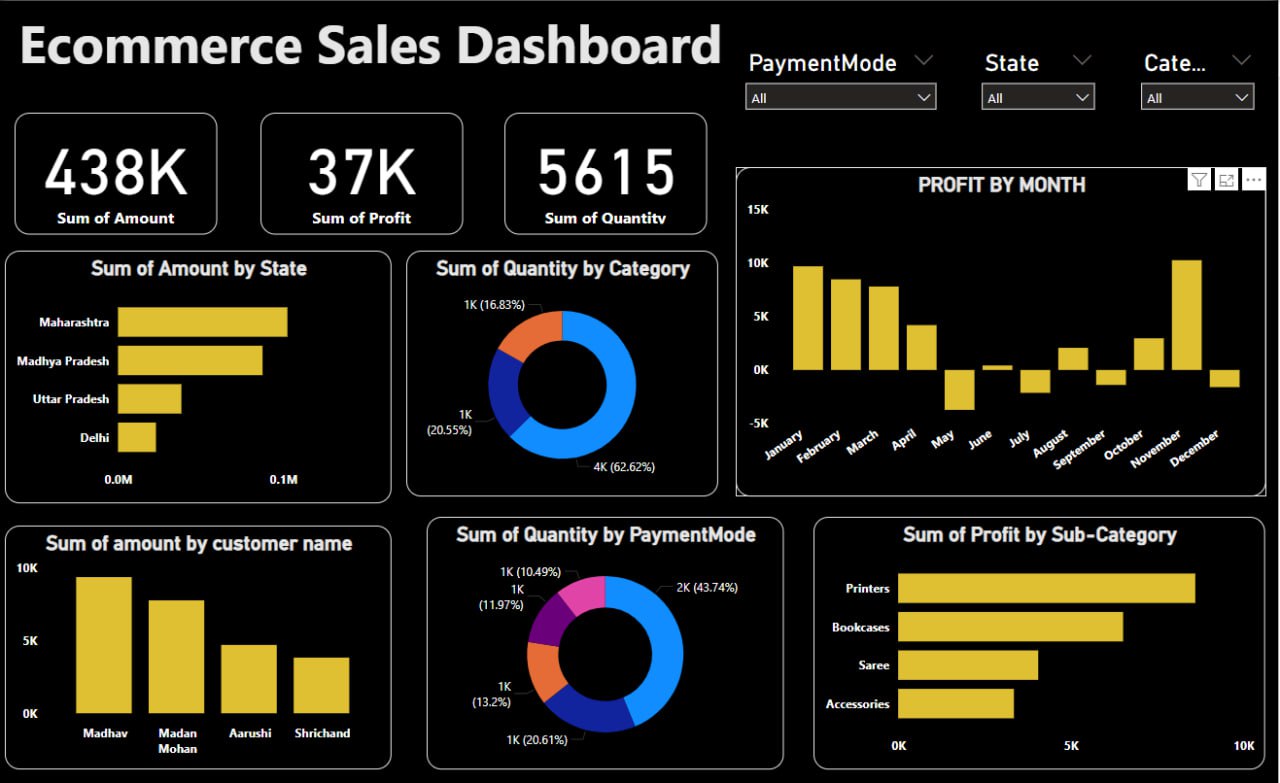 Ecommerce Sales Dashboard
PaymentMode
State
Cate...
All
All
All
438K
Sum of Amount
37K
Sum of Profit
5615
Sum of Quantity
PROFIT BY MONTH
15K
10K
5K
0K
-5K
January
February
March
April
May
June
July
August
September
October
November
December
Sum of Amount by State
Maharashtra
Madhya Pradesh
Uttar Pradesh
Delhi
0.0M
0.1M
Sum of Quantity by Category
1K (16.83%)
1K
(20.55%)
4K (62.62%)
Sum of amount by customer name
10K
5K
0K
Madhav
Madan
Mohan
Aarushi
Shrichand
Sum of Quantity by PaymentMode
1K (10.49%)
1K
(11.97%)
2K (43.74%)
1K
(13.2%)
1K (20.61%)
Sum of Profit by Sub-Category
Printers
Bookcases
Saree
Accessories
0K
5K
10K